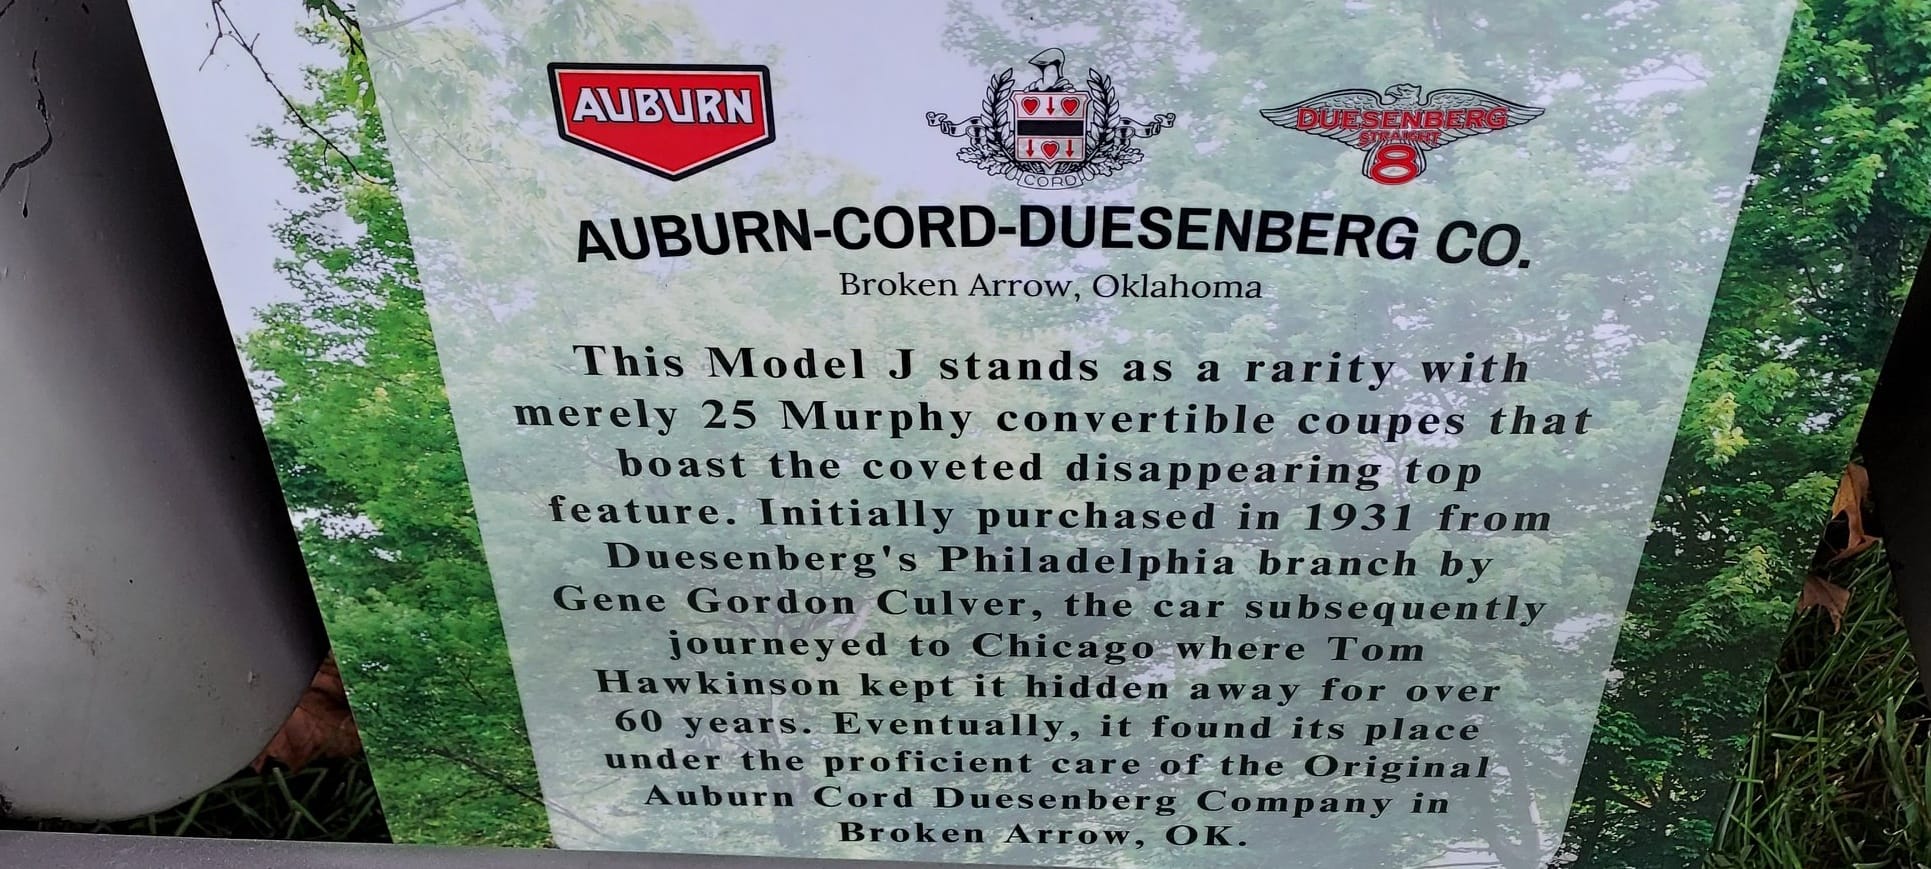 AUBURN
CORD
DUESENBERG
STRAIGHT
8
AUBURN-CORD-DUESENBERG CO.
Broken Arrow, Oklahoma
This Model J stands as a rarity with
merely 25 Murphy convertible coupes that
boast the coveted disappearing top
feature. Initially purchased in 1931 from
Duesenberg's Philadelphia branch by
Gene Gordon Culver, the car subsequently
journeyed to Chicago where Tom
Hawkinson kept it hidden away for over
60 years. Eventually, it found its place
under the proficient care of the Original
Auburn Cord Duesenberg Company in
Broken Arrow, OK.